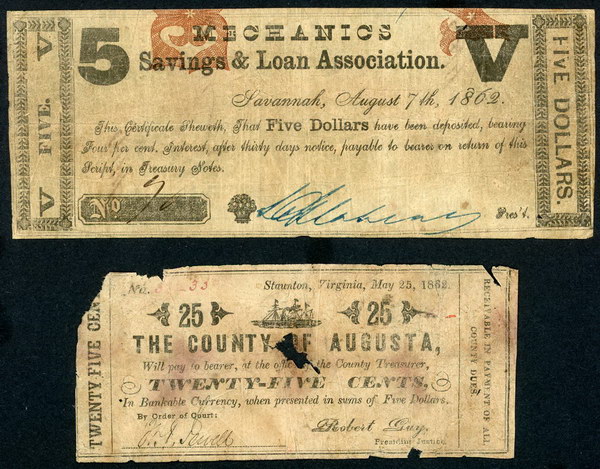 V FIVE. V
5
MECHANICS
V
Savings & Loan Association.
Savannah, August 7th, 1862.
This Certificate Sheweth, That Five Dollars have been deposited, bearing
Four per cent. Interest, after thirty days notice, payable to bearer on return of this
Script, in Treasury Notes.
No
Pres't.
FIVE DOLLARS.
TWENTY-FIVE CEN
No.
Staunton, Virginia, May 25, 1862.
25
25
THE COUNTY OF AUGUSTA,
Will pay to bearer, at the offi the County Treasurer,
TWENTY-FIVE CENTS,
In Bankable Currency, when presented in sums of Five Dollars.
By Order of Court:
Robert Guy,
Presiding Justice.
RECEIVABLE IN PAYMENT OF ALL
COUNTY DUES.